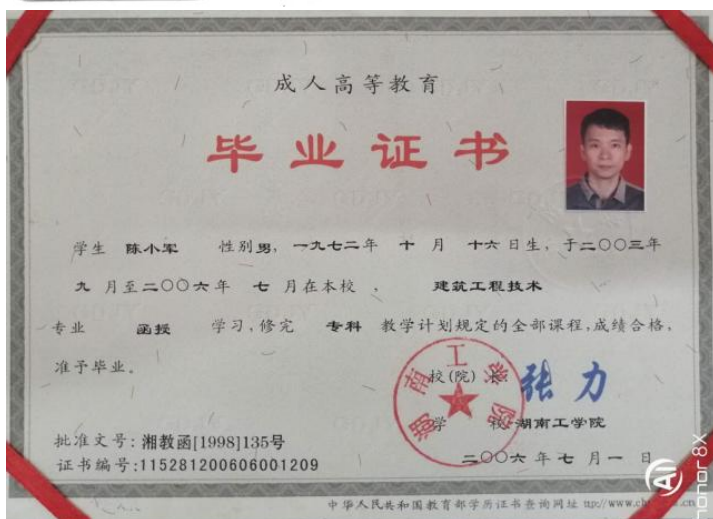 成人高等教育
毕业证书
学生 陈小军 性别男，一九七二年 十 月 十六日生，于二〇〇三年
九 月至二〇〇六年 七 月在本校 ， 建筑工程技术
专业 函授 学习，修完 专科 教学计划规定的全部课程，成绩合格，
准予毕业。
校（院）长： 张力
学 校：湖南工学院
湖南工学院
批准文号：湘教函[1998]135号
证书编号：115281200606001209
二〇〇六年七月一日
中华人民共和国教育部学历证书查询网址
honor 8X
AI